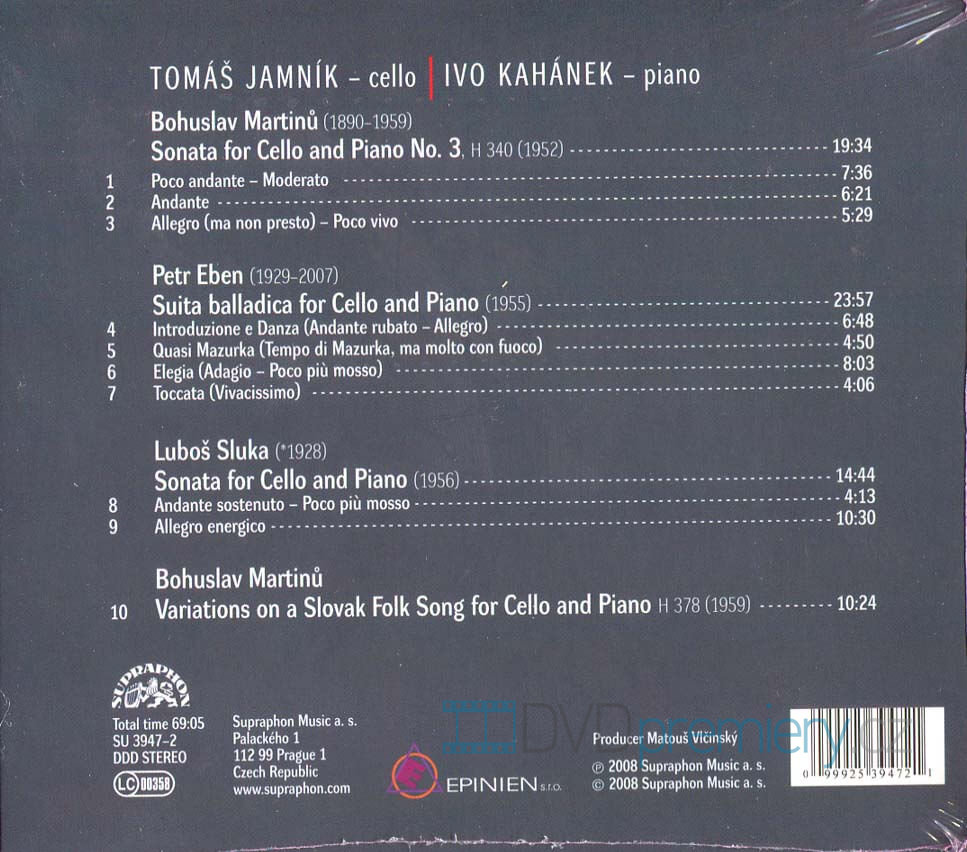 TOMÁŠ JAMNÍK – cello | IVO KAHÁNEK – piano
Bohuslav Martinů (1890–1959)
Sonata for Cello and Piano No. 3, H 340 (1952) 19:34
1 Poco andante – Moderato 7:36
2 Andante 6:21
3 Allegro (ma non presto) – Poco vivo 5:29
Petr Eben (1929–2007)
Suita balladica for Cello and Piano (1955) 23:57
4 Introduzione e Danza (Andante rubato – Allegro) 6:48
5 Quasi Mazurka (Tempo di Mazurka, ma molto con fuoco) 4:50
6 Elegia (Adagio – Poco più mosso) 8:03
7 Toccata (Vivacissimo) 4:06
Luboš Sluka (*1928)
Sonata for Cello and Piano (1956) 14:44
8 Andante sostenuto – Poco più mosso 4:13
9 Allegro energico 10:30
Bohuslav Martinů
10 Variations on a Slovak Folk Song for Cello and Piano H 378 (1959) 10:24
SUPRAPHON
Total time 69:05
SU 3947-2
DDD STEREO
LC 00358
Supraphon Music a. s.
Palackého 1
112 99 Prague 1
Czech Republic
www.supraphon.com
EPINIEN s.r.o.
DVDpremiery.cz
Producer Matouš Vlčinský
℗ 2008 Supraphon Music a. s.
© 2008 Supraphon Music a. s.
0 99925 39472 1